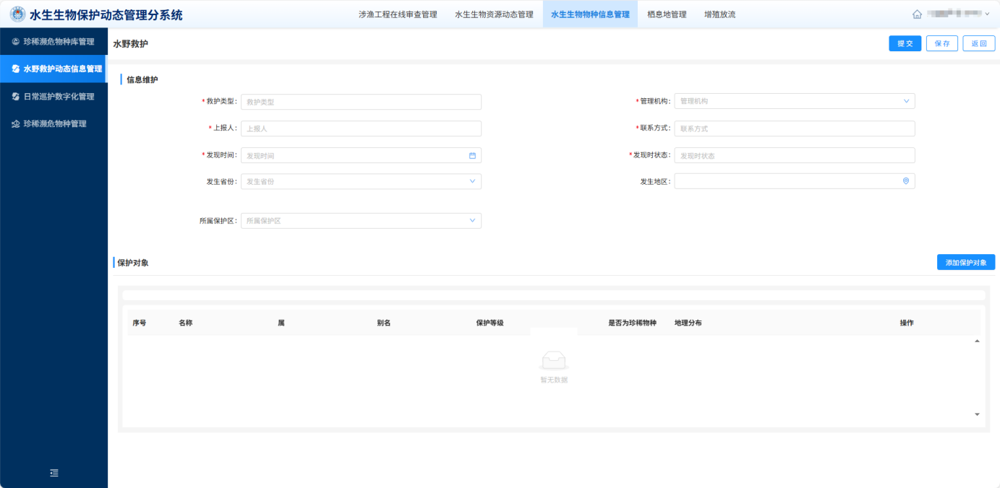 水生生物保护动态管理分系统
涉渔工程在线审查管理 水生生物资源动态管理 水生生物物种信息管理 栖息地管理 增殖放流
珍稀濒危物种库管理
水野救护动态信息管理
日常巡护数字化管理
珍稀濒危物种管理
水野救护
提交 保存 返回
信息维护
*救护类型: 救护类型 *管理机构: 管理机构
*上报人: 上报人 *联系方式: 联系方式
*发现时间: 发现时间 *发现时状态: 发现时状态
发生省份: 发生省份 发生地区:
所属保护区: 所属保护区
保护对象 添加保护对象
序号 名称 属 别名 保护等级 是否为珍稀物种 地理分布 操作
暂无数据